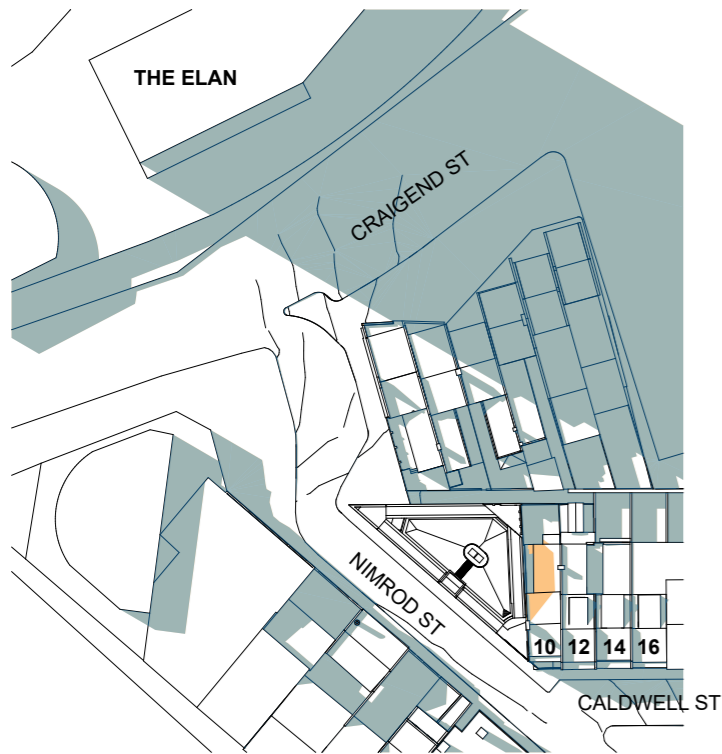 THE ELAN
CRAIGEND ST
NIMROD ST
10 12 14 16
CALDWELL ST